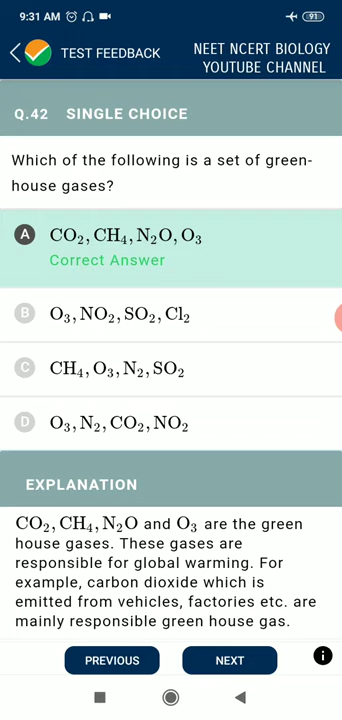 9:31 AM 91
TEST FEEDBACK
NEET NCERT BIOLOGY
YOUTUBE CHANNEL
Q.42 SINGLE CHOICE
Which of the following is a set of green-
house gases?
A CO₂, CH₄, N₂O, O₃
Correct Answer
B O₃, NO₂, SO₂, Cl₂
C CH₄, O₃, N₂, SO₂
D O₃, N₂, CO₂, NO₂
EXPLANATION
CO₂, CH₄, N₂O and O₃ are the green
house gases. These gases are
responsible for global warming. For
example, carbon dioxide which is
emitted from vehicles, factories etc. are
mainly responsible green house gas.
PREVIOUS NEXT